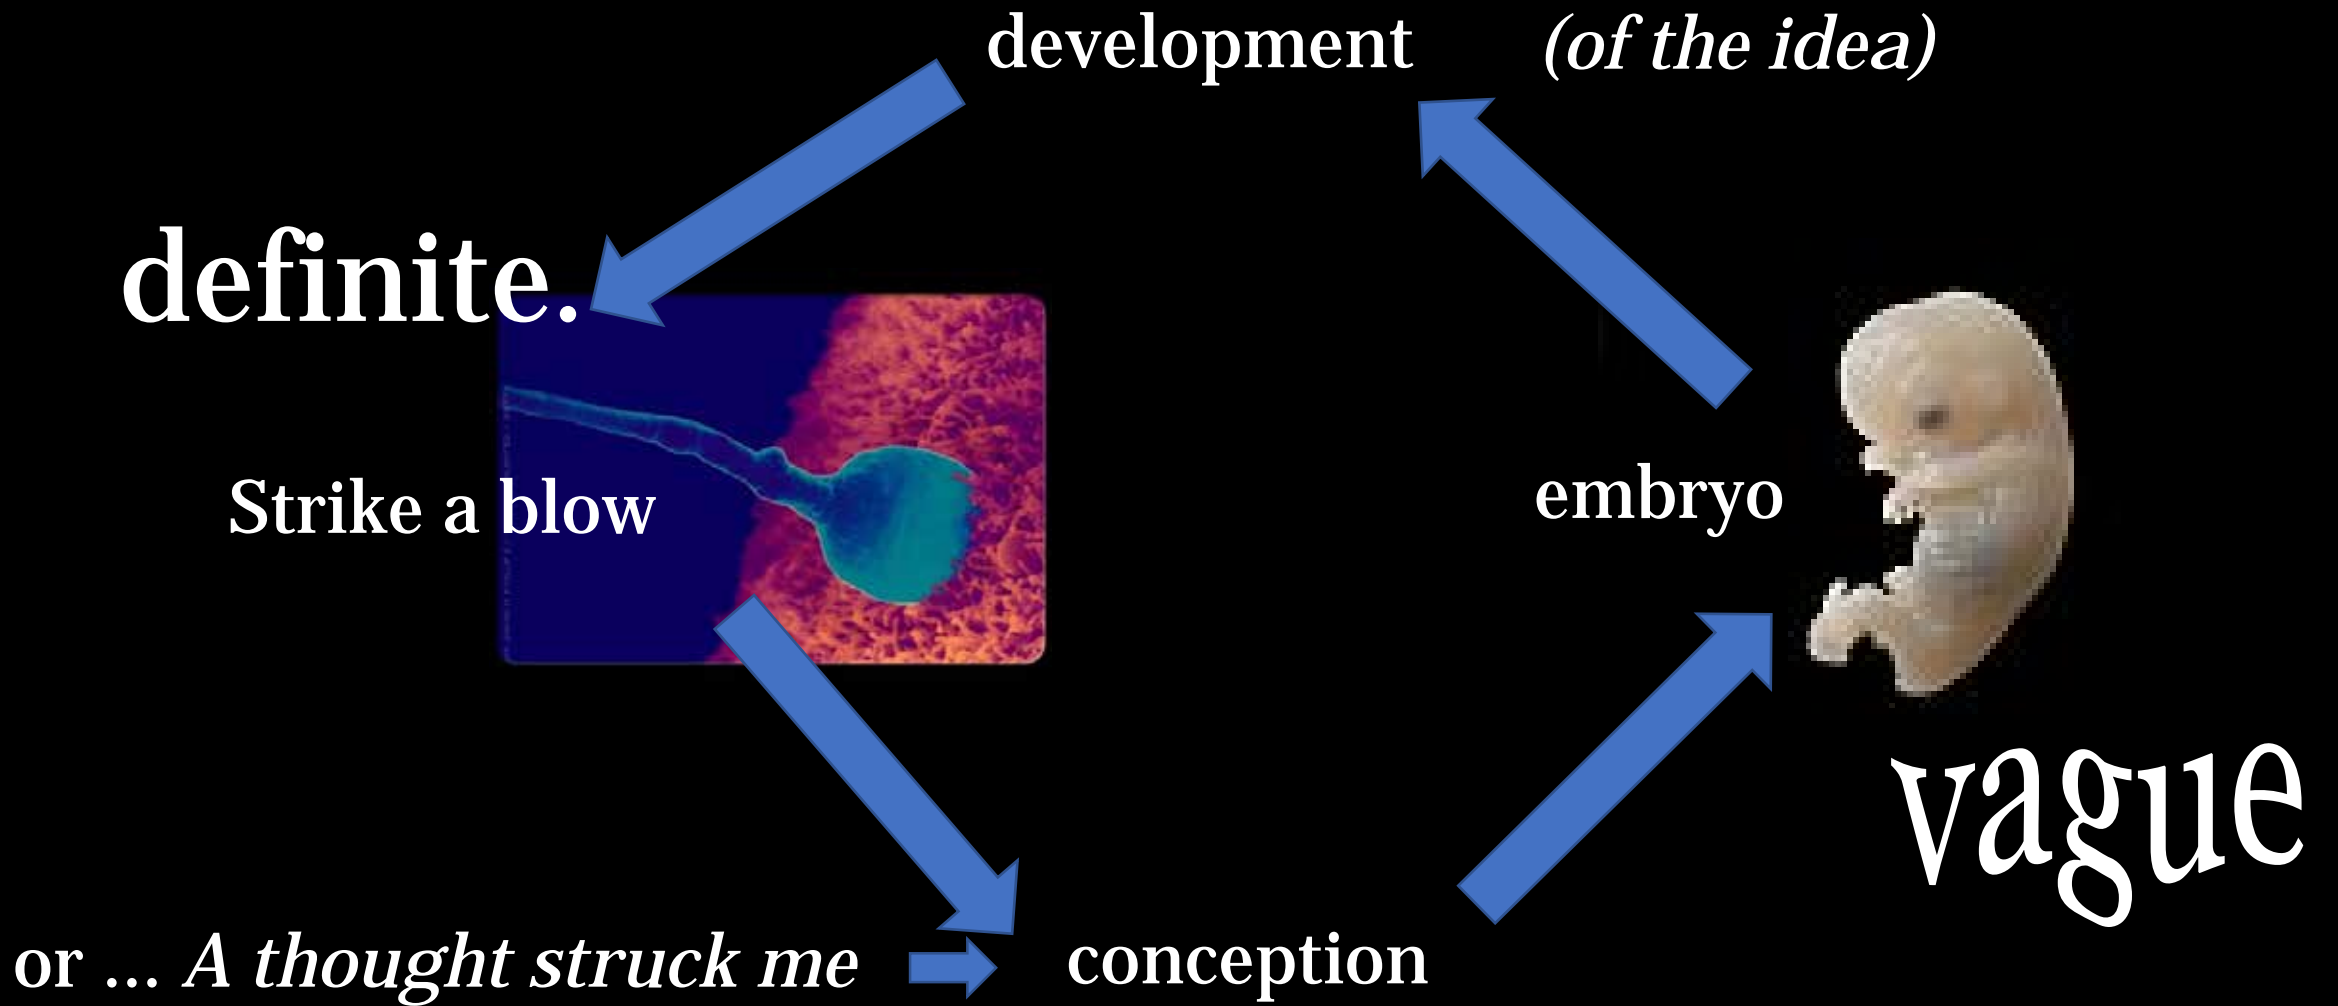 development (of the idea)
definite.
Strike a blow
embryo
vague
or ... A thought struck me
conception